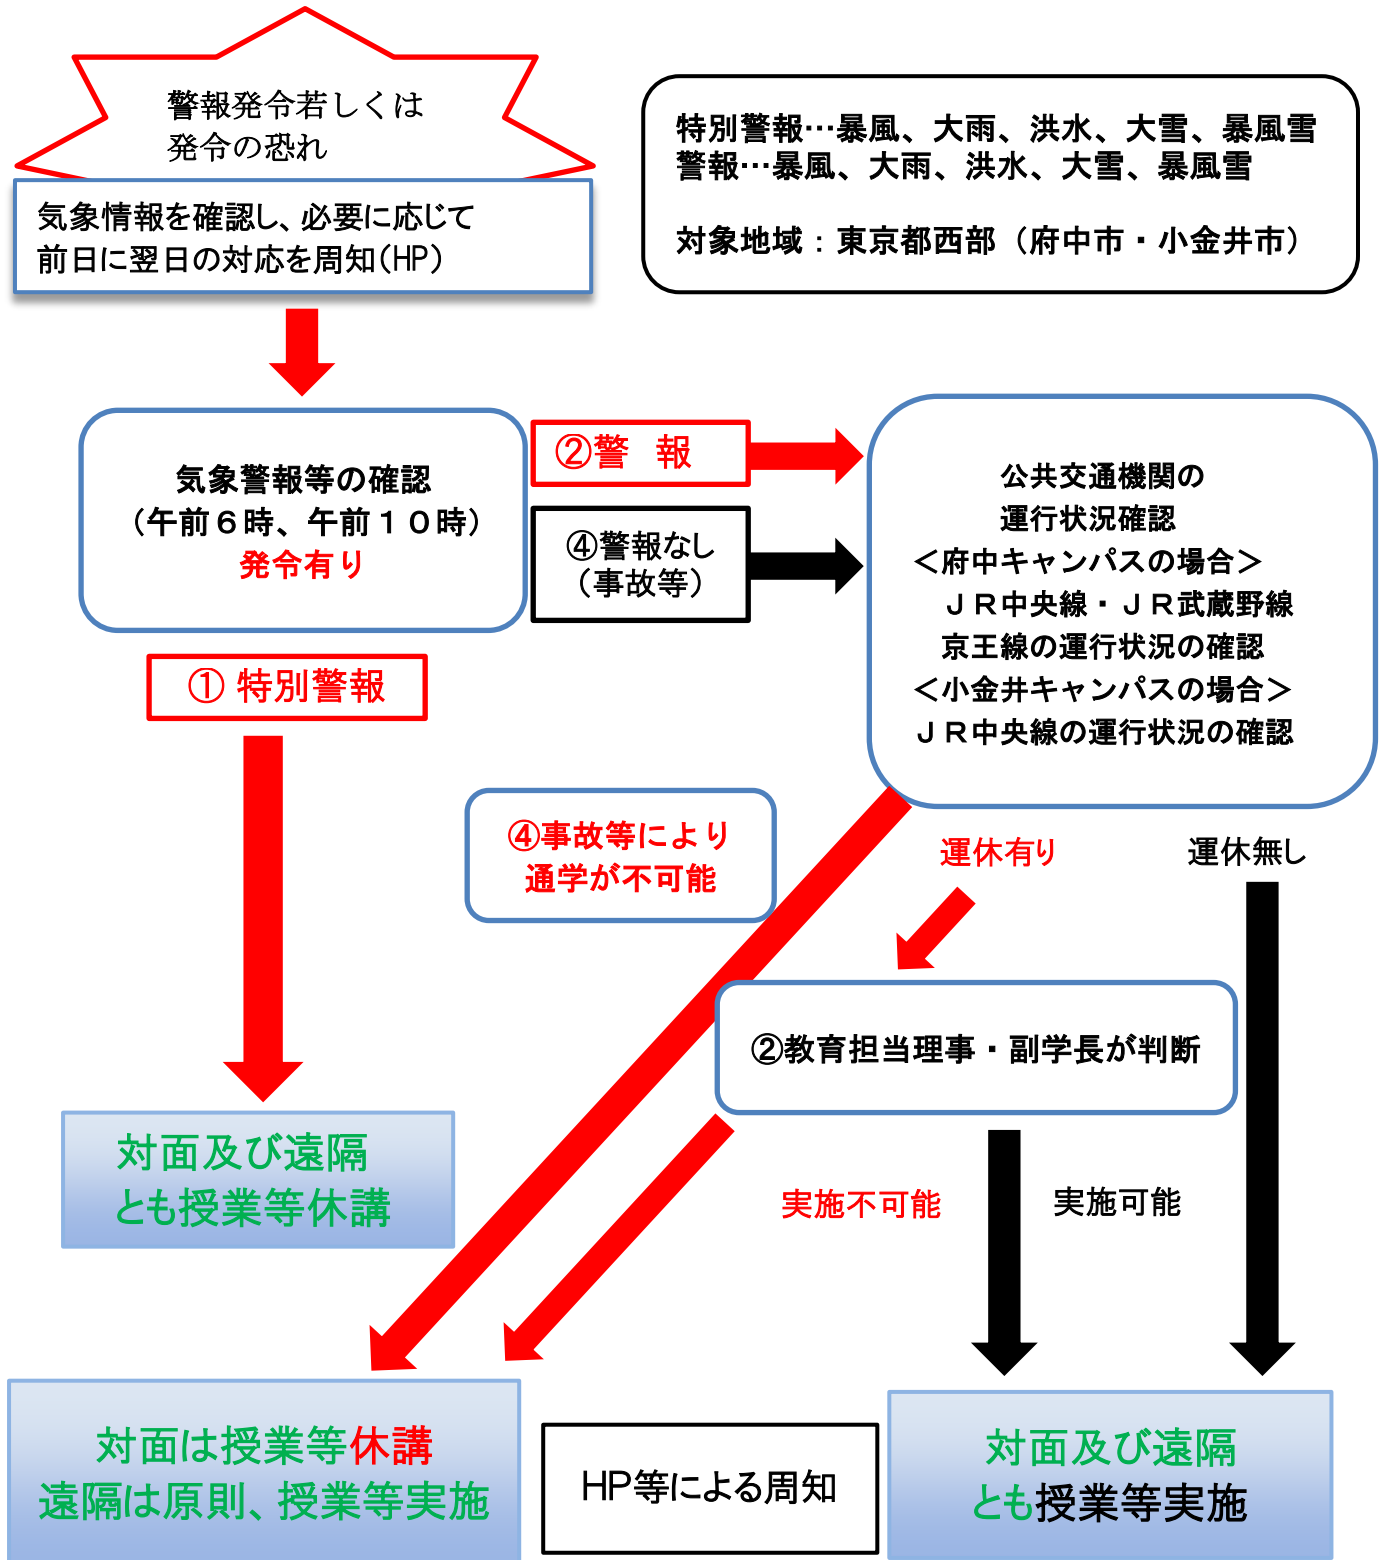 警報発令若しくは
発令の恐れ
気象情報を確認し、必要に応じて
前日に翌日の対応を周知(HP)
特別警報…暴風、大雨、洪水、大雪、暴風雪
警報…暴風、大雨、洪水、大雪、暴風雪
対象地域：東京都西部（府中市・小金井市）
気象警報等の確認
（午前６時、午前１０時）
発令有り
②警　報
④警報なし
（事故等）
公共交通機関の
運行状況確認
＜府中キャンパスの場合＞
ＪＲ中央線・ＪＲ武蔵野線
京王線の運行状況の確認
＜小金井キャンパスの場合＞
ＪＲ中央線の運行状況の確認
① 特別警報
④事故等により
通学が不可能
運休有り
運休無し
②教育担当理事・副学長が判断
対面及び遠隔
とも授業等休講
実施不可能
実施可能
対面は授業等休講
遠隔は原則、授業等実施
HP等による周知
対面及び遠隔
とも授業等実施